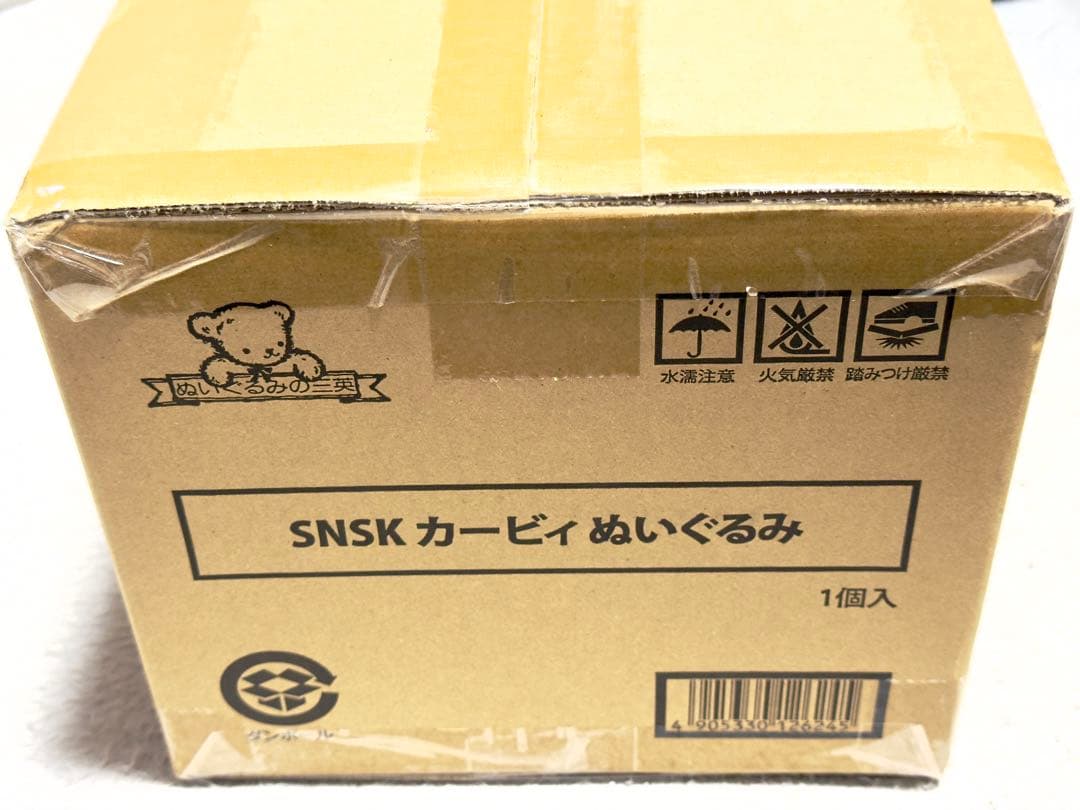 ぬいぐるみの三英
水濡注意 火気厳禁 踏みつけ厳禁
SNSK カービィ ぬいぐるみ
1個入
ダンボール
4 905330 126245